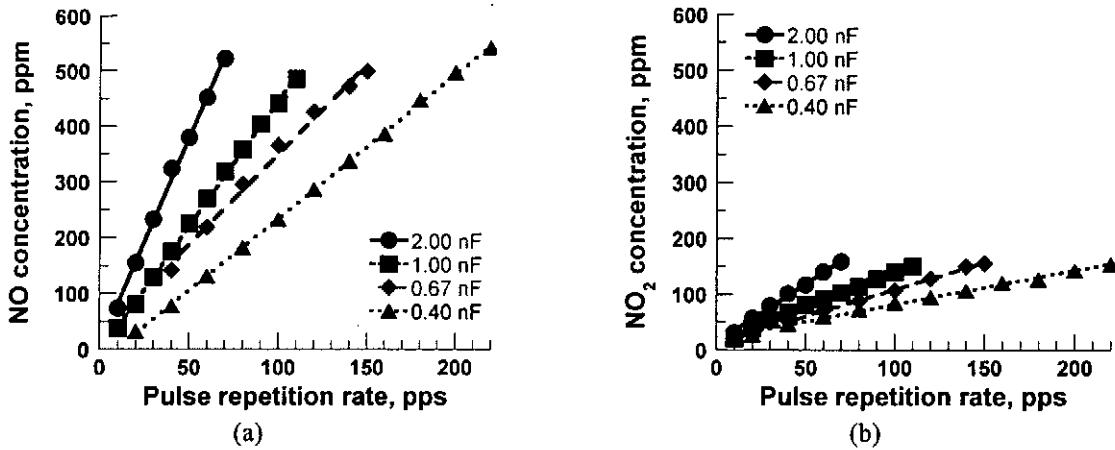 NO concentration, ppm
600
500
400
300
200
100
0
2.00 nF
1.00 nF
0.67 nF
0.40 nF
0 50 100 150 200
Pulse repetition rate, pps
(a)
NO2 concentration, ppm
600
500
400
300
200
100
0
2.00 nF
1.00 nF
0.67 nF
0.40 nF
0 50 100 150 200
Pulse repetition rate, pps
(b)